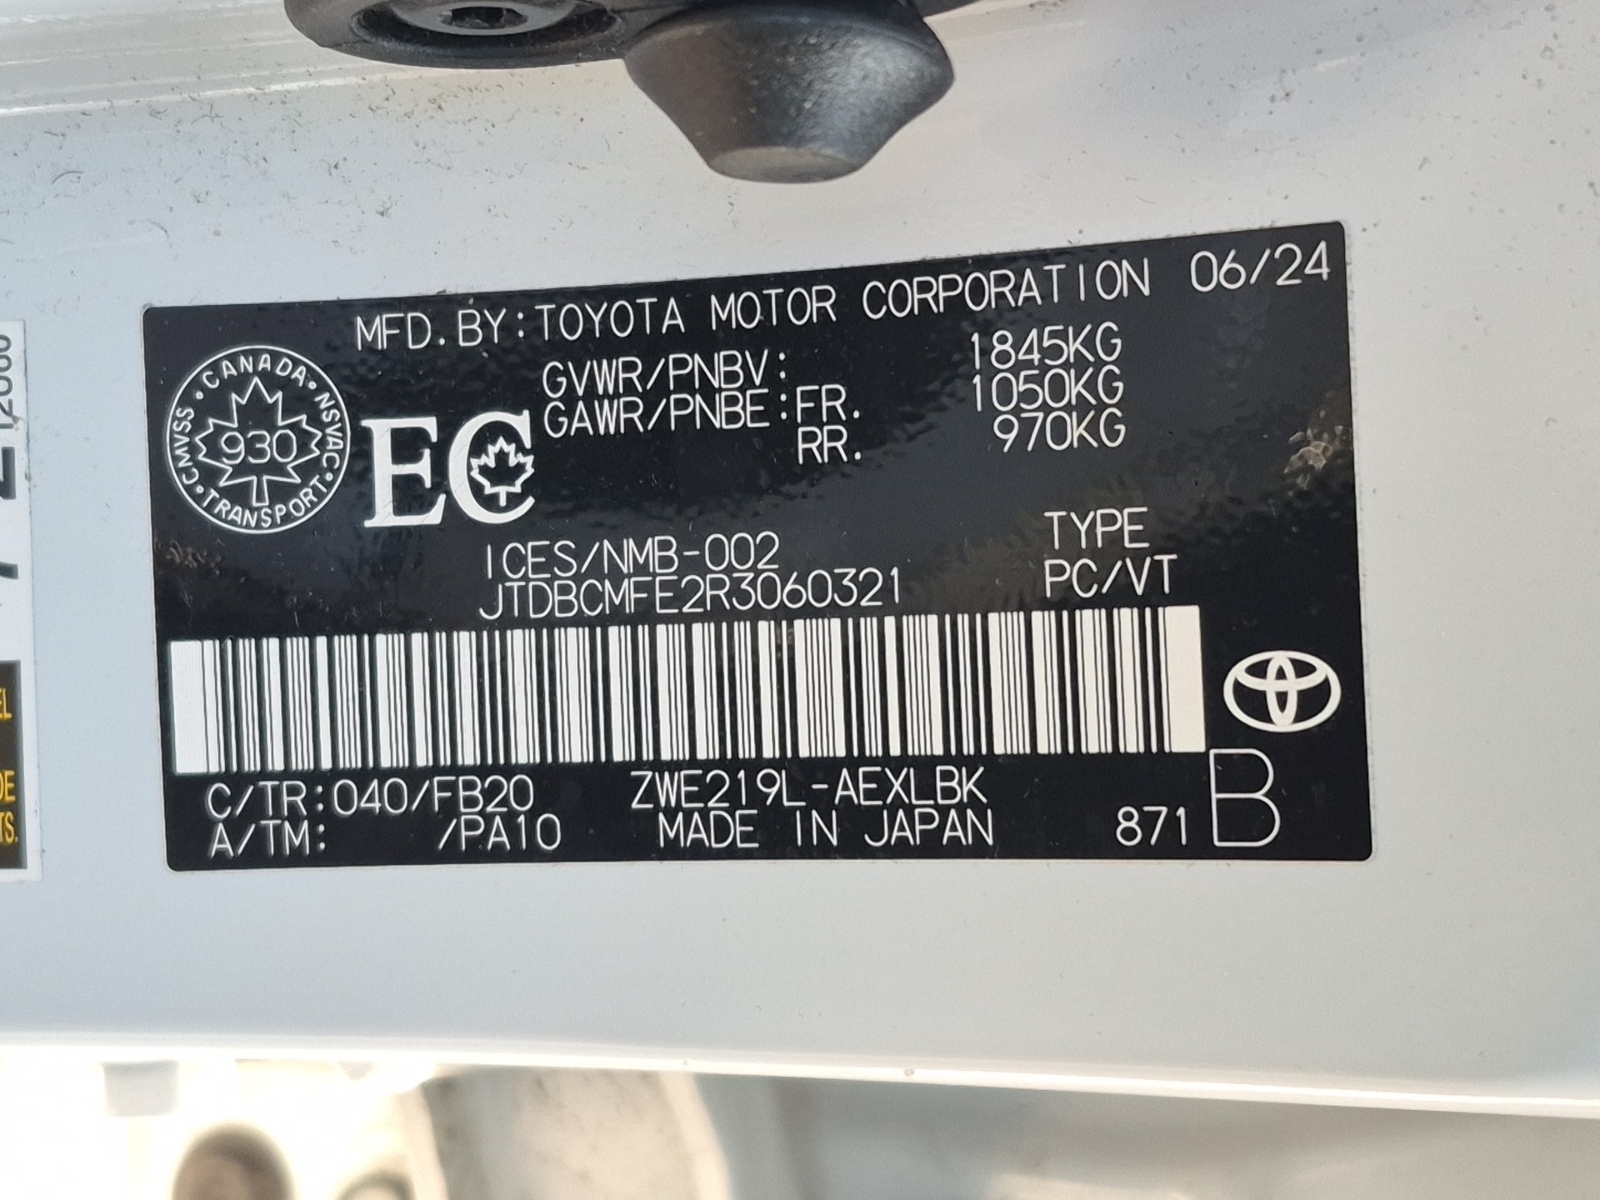 MFD.BY:TOYOTA MOTOR CORPORATION 06/24
GVWR/PNBV: 1845KG
GAWR/PNBE:FR. 1050KG
RR. 970KG
CANADA
CMVSS NSVAC
930
TRANSPORT
EC
ICES/NMB-002
JTDBCMFE2R3060321
TYPE
PC/VT
C/TR:040/FB20 ZWE219L-AEXLBK
A/TM: /PA10 MADE IN JAPAN 871 B